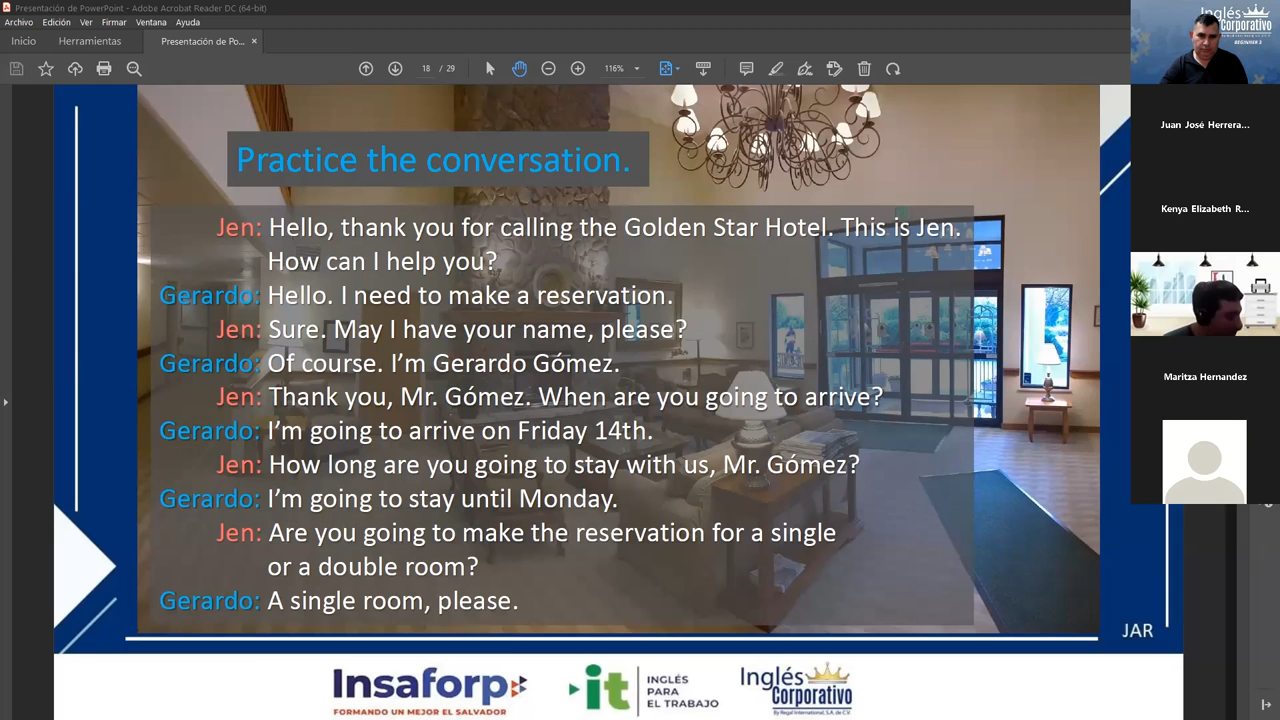 Presentación de PowerPoint - Adobe Acrobat Reader DC (64-bit)
Archivo Edición Ver Firmar Ventana Ayuda
Inicio Herramientas Presentación de Po... ×
18 / 29 116%
Practice the conversation.
Jen: Hello, thank you for calling the Golden Star Hotel. This is Jen.
How can I help you?
Gerardo: Hello. I need to make a reservation.
Jen: Sure. May I have your name, please?
Gerardo: Of course. I'm Gerardo Gómez.
Jen: Thank you, Mr. Gómez. When are you going to arrive?
Gerardo: I'm going to arrive on Friday 14th.
Jen: How long are you going to stay with us, Mr. Gómez?
Gerardo: I'm going to stay until Monday.
Jen: Are you going to make the reservation for a single
or a double room?
Gerardo: A single room, please.
JAR
Insaforp
FORMANDO UN MEJOR EL SALVADOR
it
INGLÉS
PARA
EL TRABAJO
Inglés
Corporativo
By Regal International, S.A. de C.V.
Inglés
Corporativo
BEGINNER 2
Juan José Herrera...
Kenya Elizabeth R...
Maritza Hernandez